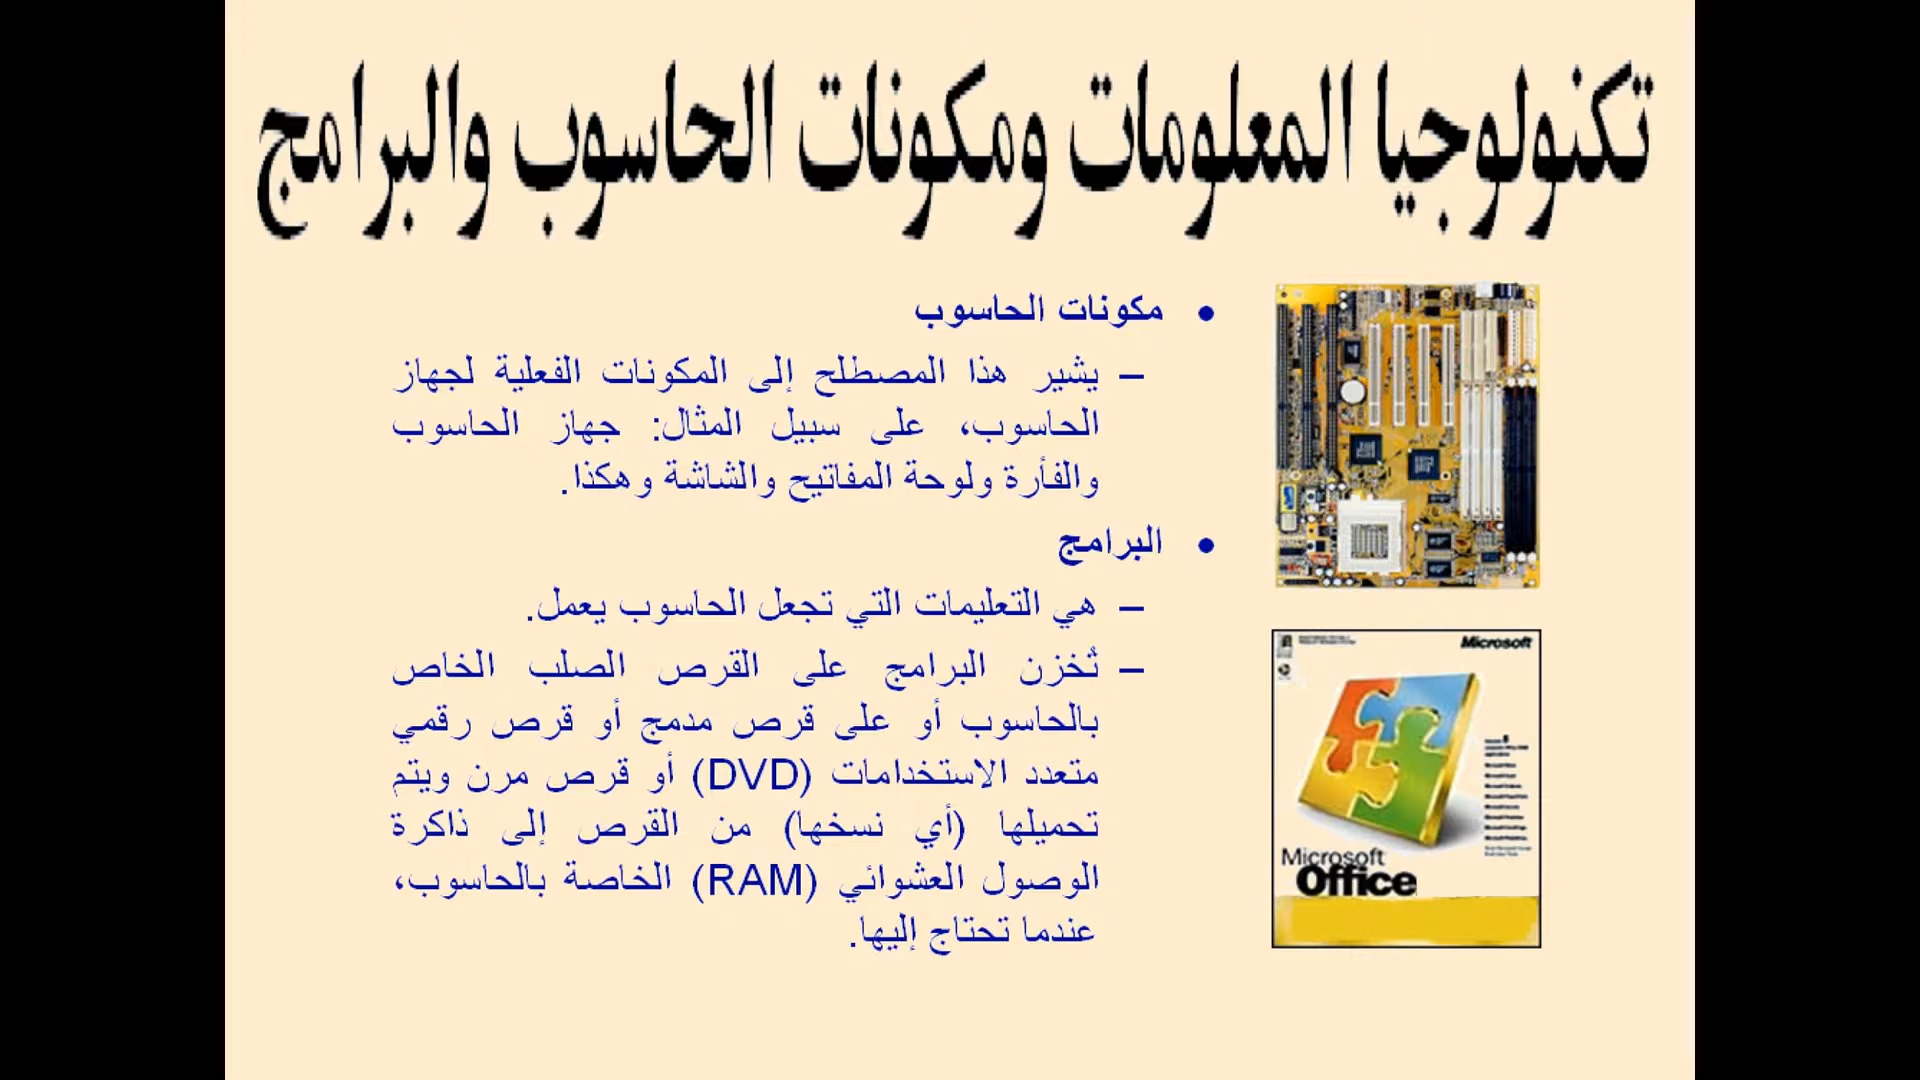 تكنولوجيا المعلومات ومكونات الحاسوب والبرامج
• مكونات الحاسوب
– يشير هذا المصطلح إلى المكونات الفعلية لجهاز
الحاسوب، على سبيل المثال: جهاز الحاسوب
والفأرة ولوحة المفاتيح والشاشة وهكذا.
• البرامج
– هي التعليمات التي تجعل الحاسوب يعمل.
– تُخزن البرامج على القرص الصلب الخاص
بالحاسوب أو على قرص مدمج أو قرص رقمي
متعدد الاستخدامات (DVD) أو قرص مرن ويتم
تحميلها (أي نسخها) من القرص إلى ذاكرة
الوصول العشوائي (RAM) الخاصة بالحاسوب،
عندما تحتاج إليها.
Microsoft
Microsoft
Office